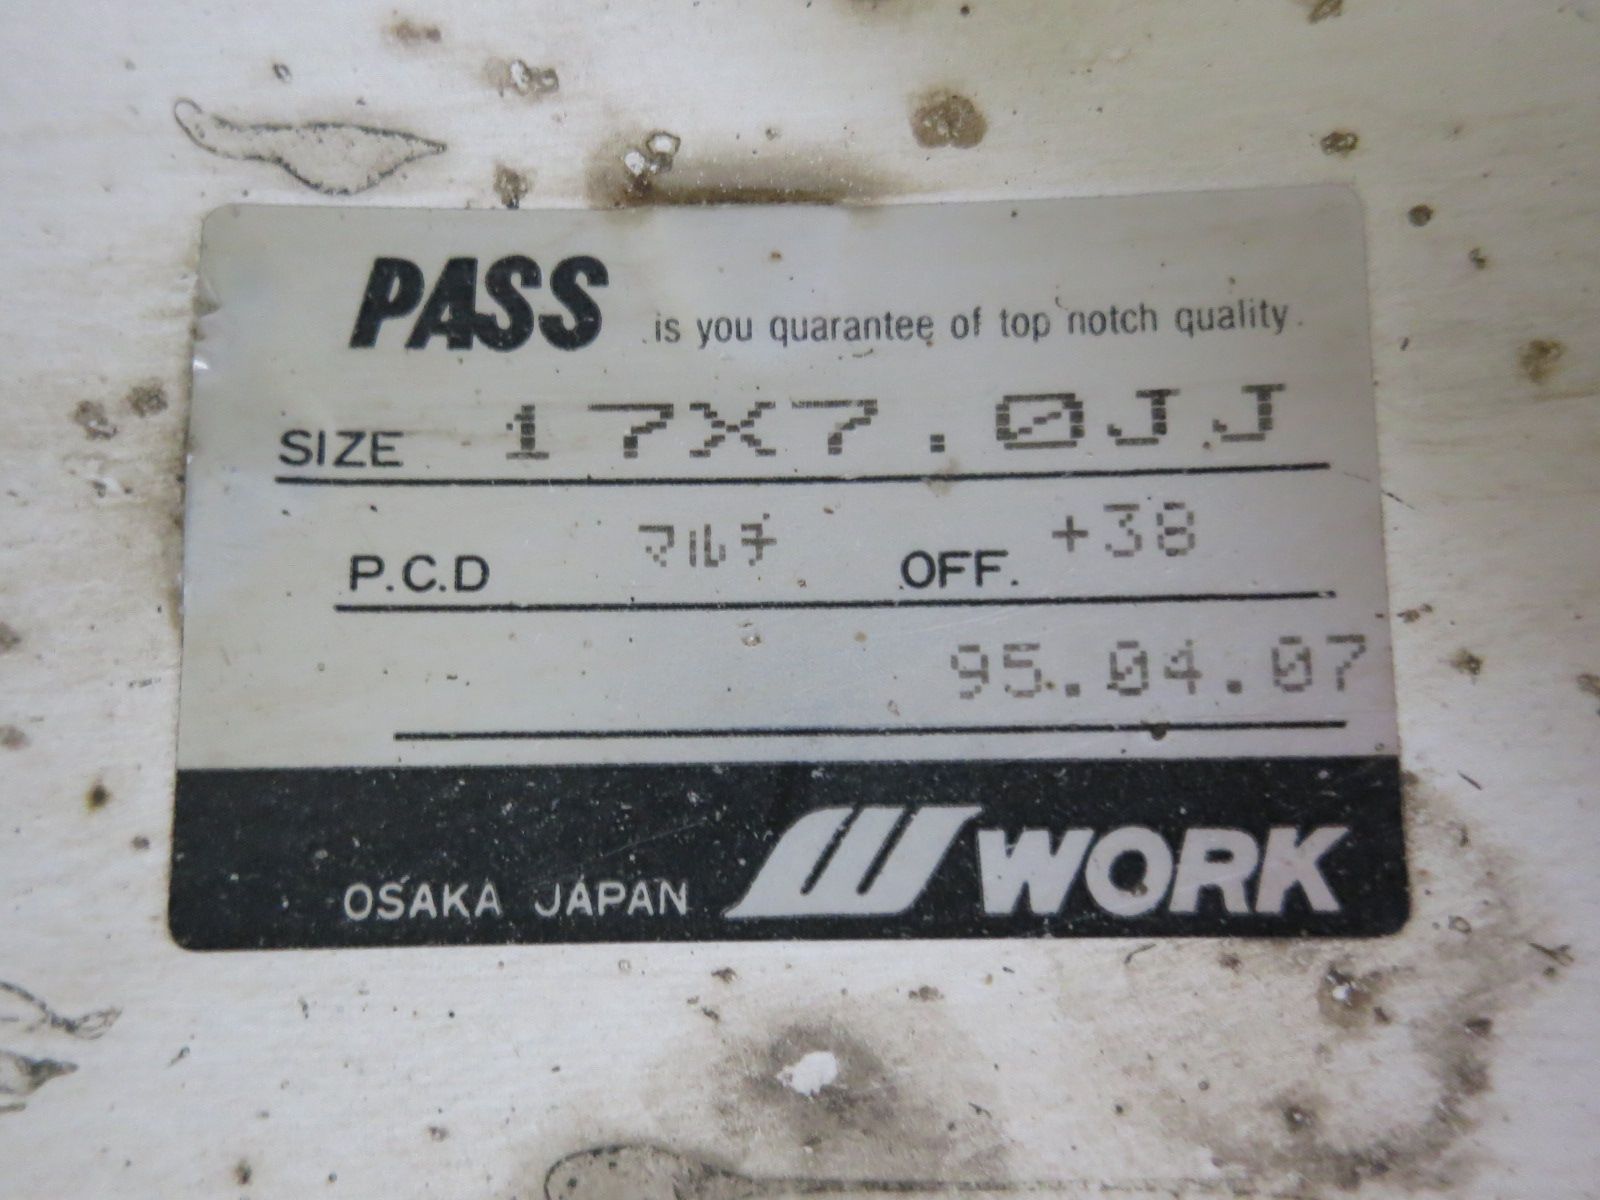 PASS is you quarantee of top notch quality.
SIZE 17X7.0JJ
P.C.D マルチ OFF. +38
95.04.07
OSAKA JAPAN W WORK